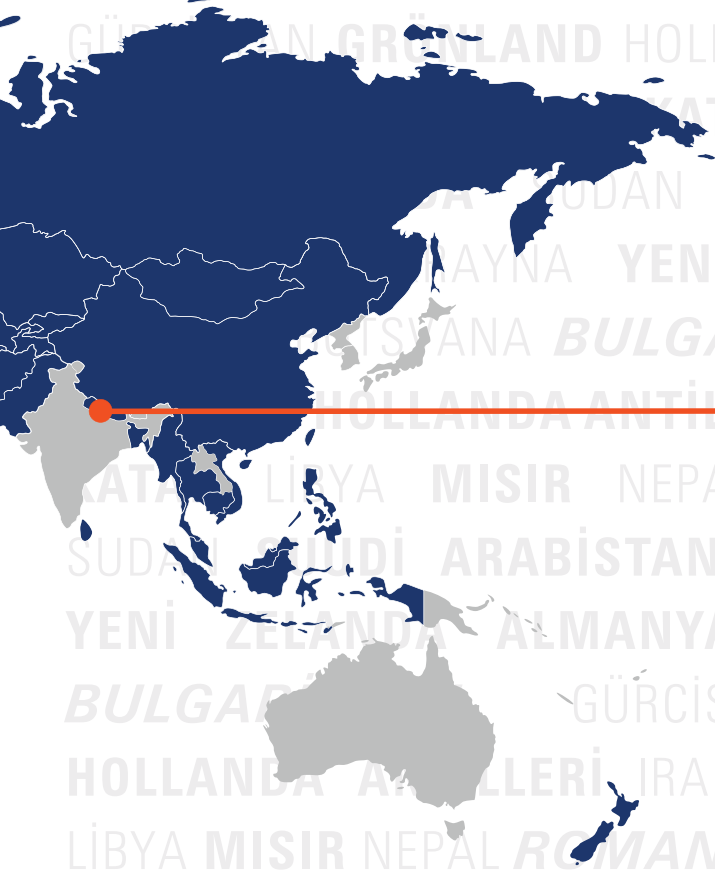 GRÖNLAND HOL
SUDAN
YEN
BULGA
HOLLANDA ANTİL
LİBYA MISIR NEPA
SUDAN SUUDİ ARABİSTAN
YENİ ZELANDA ALMANYA
GÜRCİS
HOLLANDA ANTİLLERİ IRA
LİBYA MISIR NEPAL ROMAN